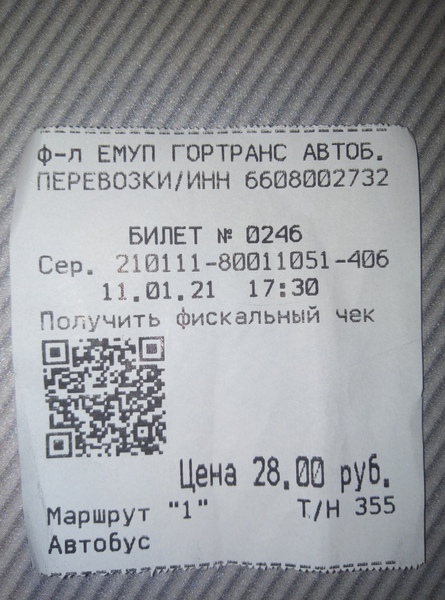 Ф-л ЕМУП ГОРТРАНС АВТОБ.
ПЕРЕВОЗКИ/ИНН 6608002732
БИЛЕТ № 0246
Сер. 210111-80011051-406
11.01.21 17:30
Получить фискальный чек
Цена 28.00 руб.
Маршрут "1" Т/Н 355
Автобус